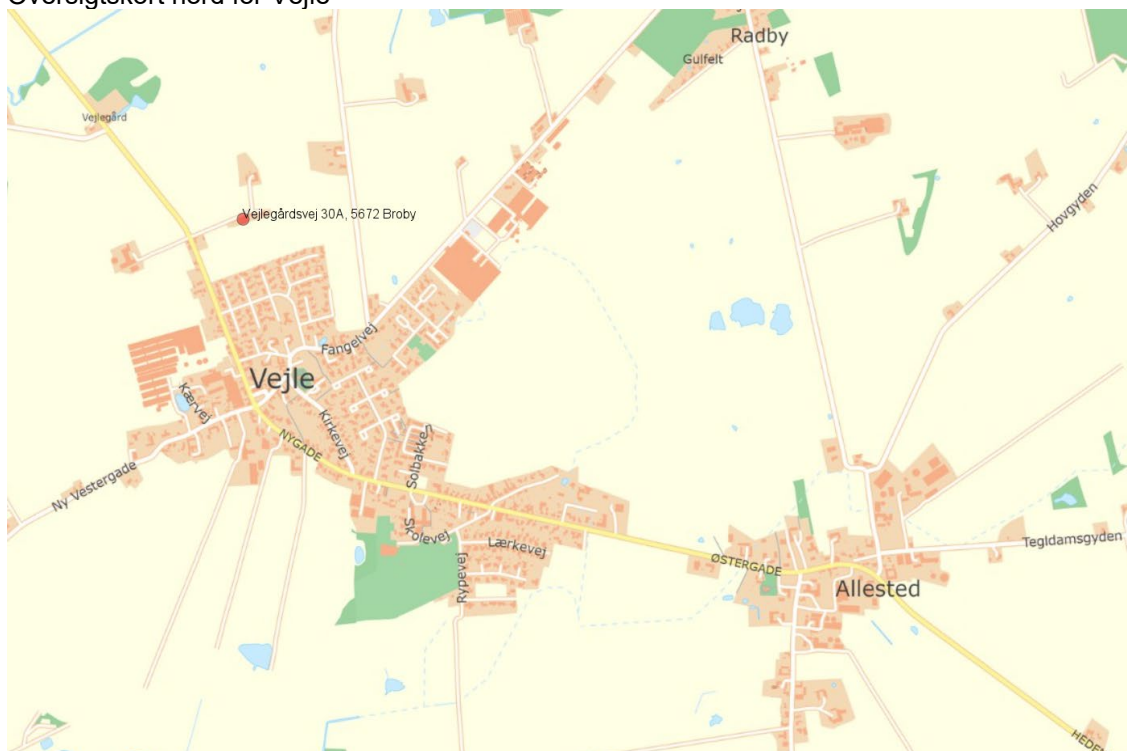 Oversigtskort nord for Vejle
Radby
Gulfelt
Vejlegård
Vejlegårdsvej 30A, 5672 Broby
Hovgyden
Fangelvej
Vejle
Kærvej
Kirkevej
NYGADE
Solbakken
Ny Vestergade
Skolevej
Lærkevej
Rypevej
ØSTERGADE
Tegldamsgyden
Allested